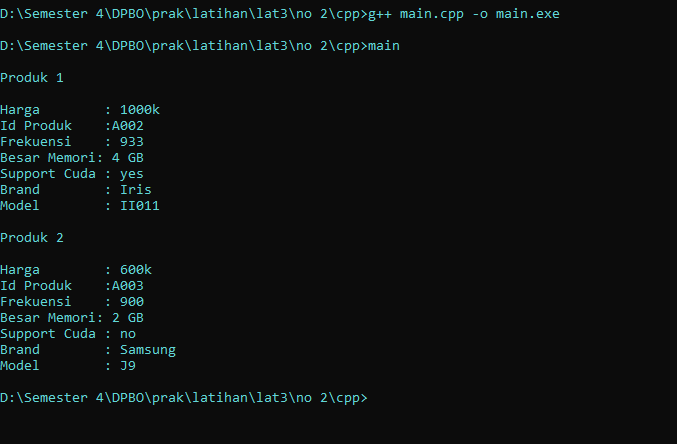 D:\Semester 4\DPBO\prak\latihan\lat3\no 2\cpp>g++ main.cpp -o main.exe
D:\Semester 4\DPBO\prak\latihan\lat3\no 2\cpp>main
Produk 1
Harga        : 1000k
Id Produk    :A002
Frekuensi    : 933
Besar Memori: 4 GB
Support Cuda : yes
Brand        : Iris
Model        : II011
Produk 2
Harga        : 600k
Id Produk    :A003
Frekuensi    : 900
Besar Memori: 2 GB
Support Cuda : no
Brand        : Samsung
Model        : J9
D:\Semester 4\DPBO\prak\latihan\lat3\no 2\cpp>